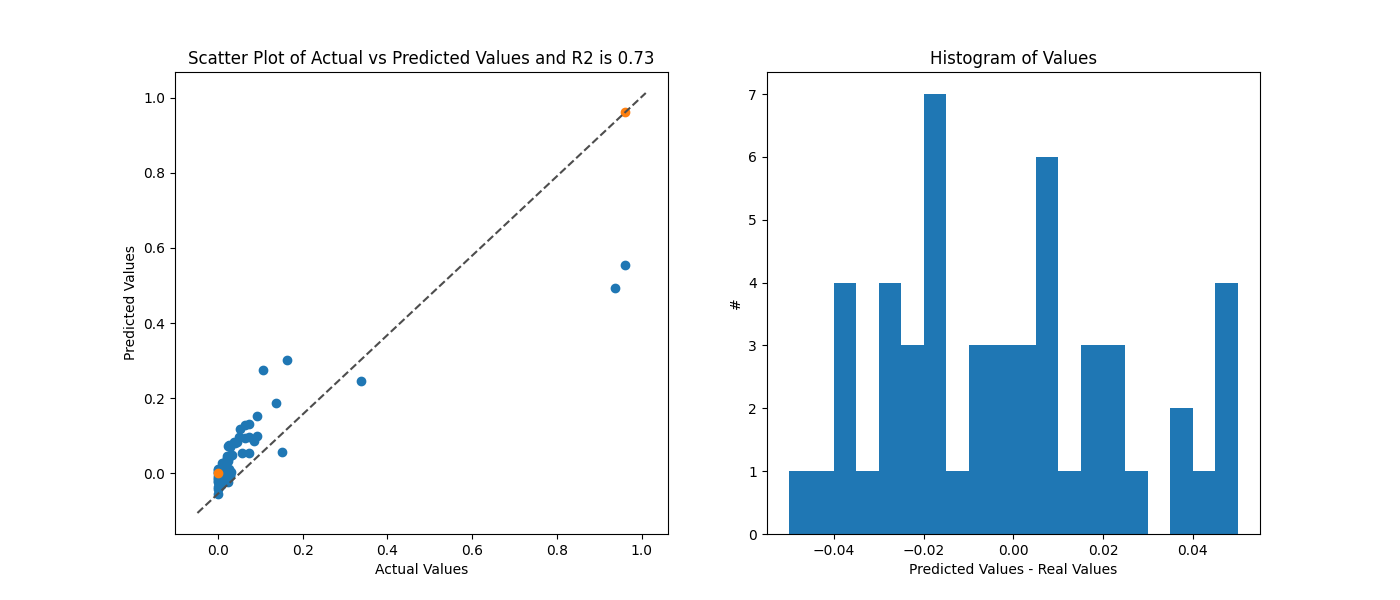 Scatter Plot of Actual vs Predicted Values and R2 is 0.73
1.0
0.8
0.6
0.4
0.2
0.0
Predicted Values
0.0 0.2 0.4 0.6 0.8 1.0
Actual Values
Histogram of Values
7
6
5
4
3
2
1
0
#
−0.04 −0.02 0.00 0.02 0.04
Predicted Values - Real Values